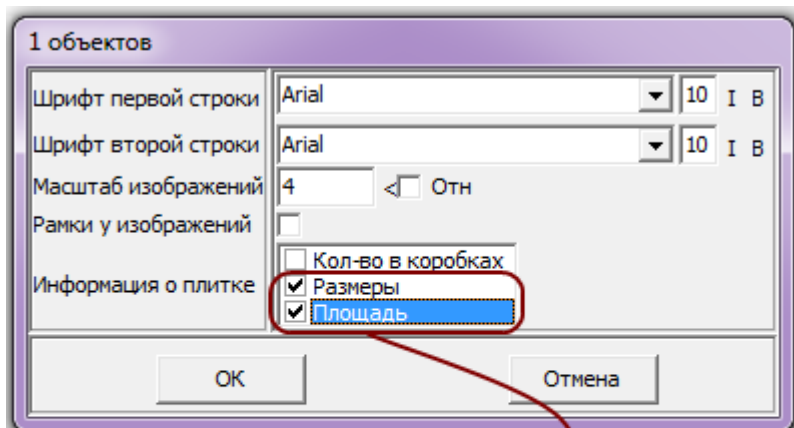 1 объектов
Шрифт первой строки Arial 10 I B
Шрифт второй строки Arial 10 I B
Масштаб изображений 4 Отн
Рамки у изображений
Кол-во в коробках
Информация о плитке Размеры
Площадь
ОК Отмена